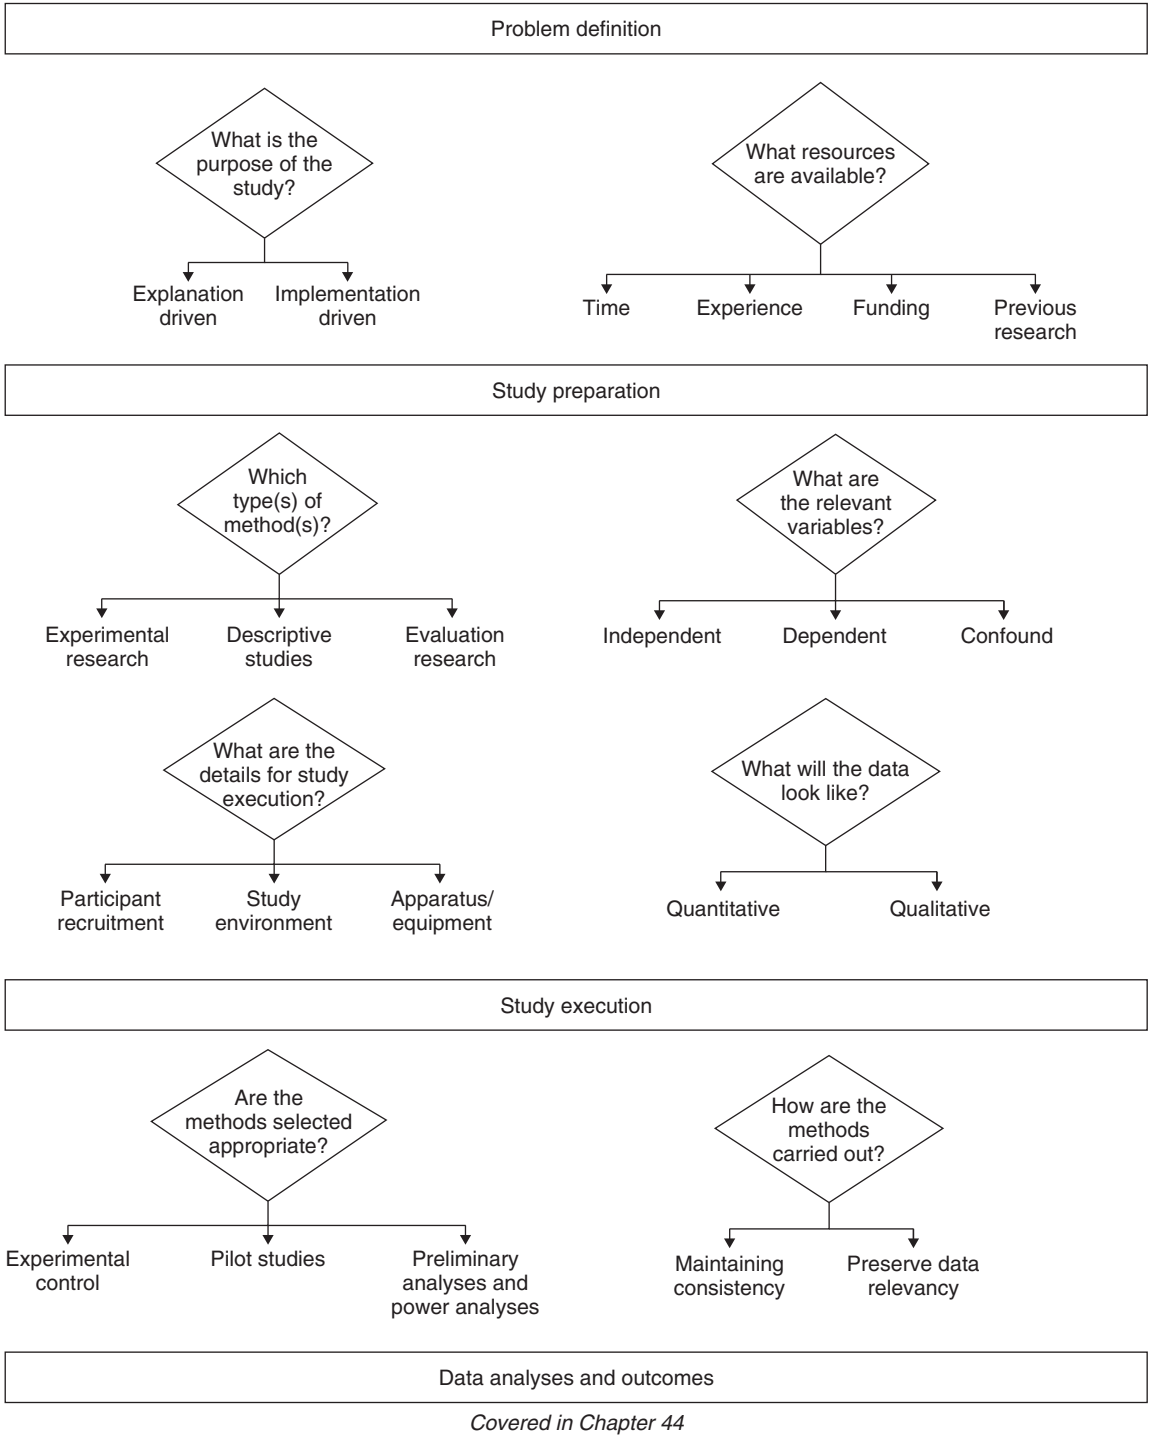 Problem definition
What is the
purpose of the
study?
Explanation
driven
Implementation
driven
What resources
are available?
Time
Experience
Funding
Previous
research
Study preparation
Which
type(s) of
method(s)?
Experimental
research
Descriptive
studies
Evaluation
research
What are
the relevant
variables?
Independent
Dependent
Confound
What are the
details for study
execution?
Participant
recruitment
Study
environment
Apparatus/
equipment
What will the data
look like?
Quantitative
Qualitative
Study execution
Are the
methods selected
appropriate?
Experimental
control
Pilot studies
Preliminary
analyses and
power analyses
How are the
methods
carried out?
Maintaining
consistency
Preserve data
relevancy
Data analyses and outcomes
Covered in Chapter 44